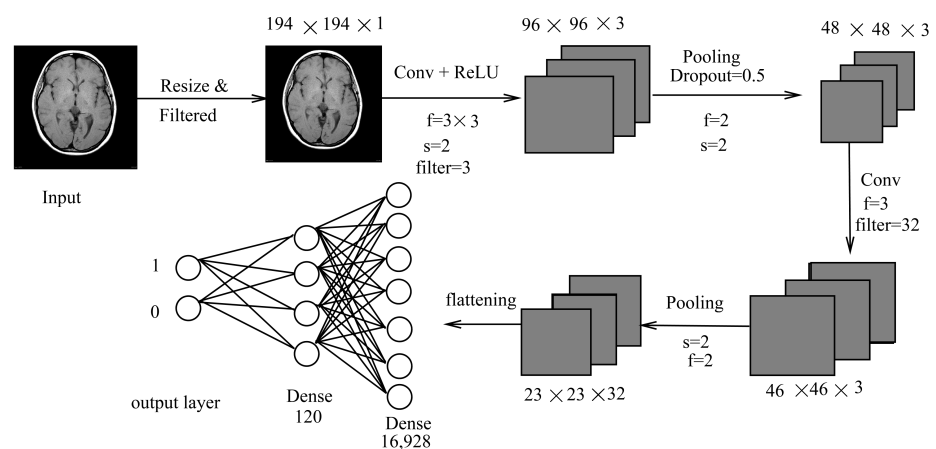 194 × 194 × 1
96 × 96 × 3
48 × 48 × 3
Resize &
Filtered
Conv + ReLU
f=3× 3
s=2
filter=3
Pooling
Dropout=0.5
f=2
s=2
Input
Conv
f=3
filter=32
1
0
flattening
Pooling
s=2
f=2
23 × 23 × 32
46 ×46 × 3
output layer
Dense
120
Dense
16,928